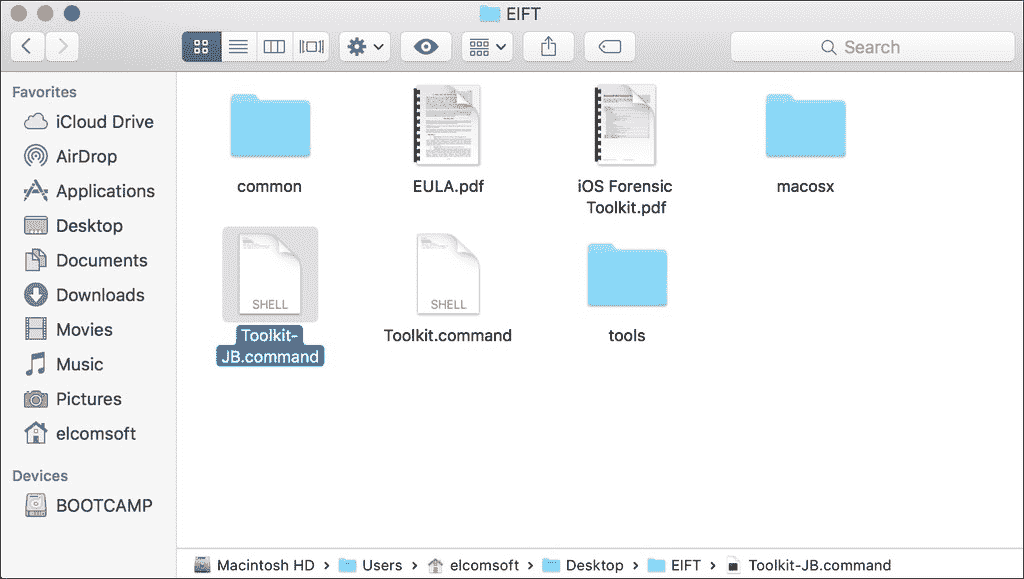 EIFT
Search
Favorites
iCloud Drive
AirDrop
Applications
Desktop
Documents
Downloads
Movies
Music
Pictures
elcomsoft
Devices
BOOTCAMP
common
EULA.pdf
iOS Forensic
Toolkit.pdf
macosx
SHELL
Toolkit-
JB.command
SHELL
Toolkit.command
tools
Macintosh HD › Users › elcomsoft › Desktop › EIFT › Toolkit-JB.command